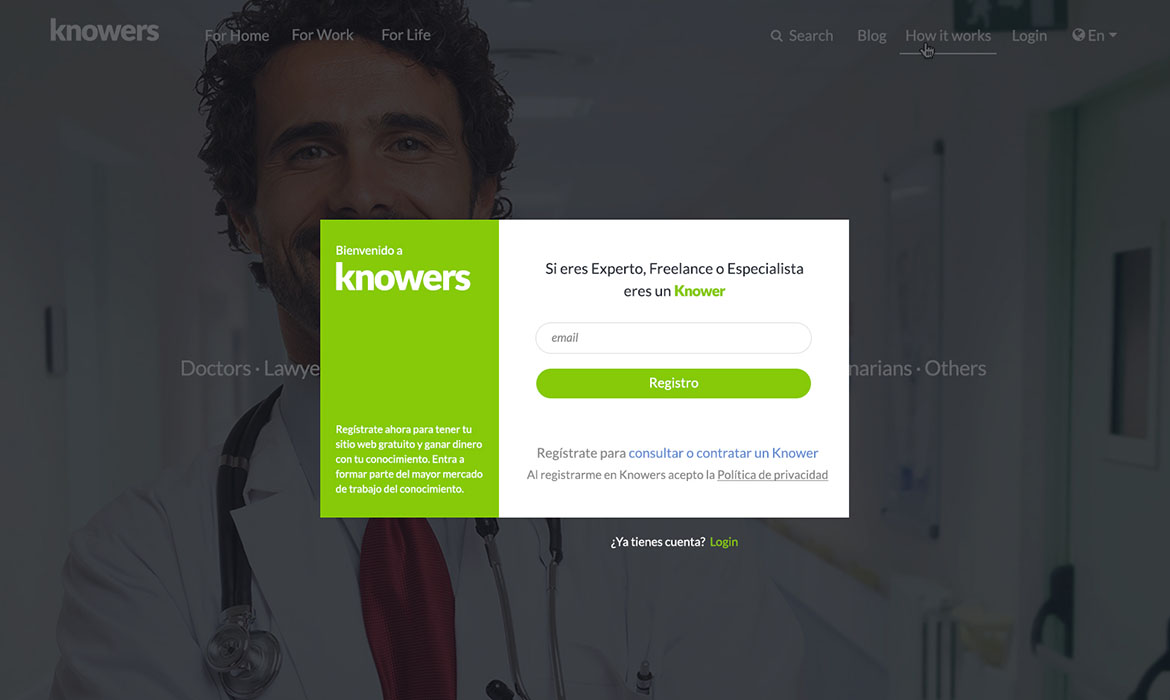 knowers
For Home For Work For Life
Search Blog How it works Login En
Bienvenido a
knowers
Regístrate ahora para tener tu
sitio web gratuito y ganar dinero
con tu conocimiento. Entra a
formar parte del mayor mercado
de trabajo del conocimiento.
Si eres Experto, Freelance o Especialista
eres un Knower
email
Registro
Regístrate para consultar o contratar un Knower
Al registrarme en Knowers acepto la Política de privacidad
Doctors ·
· Others
¿Ya tienes cuenta? Login